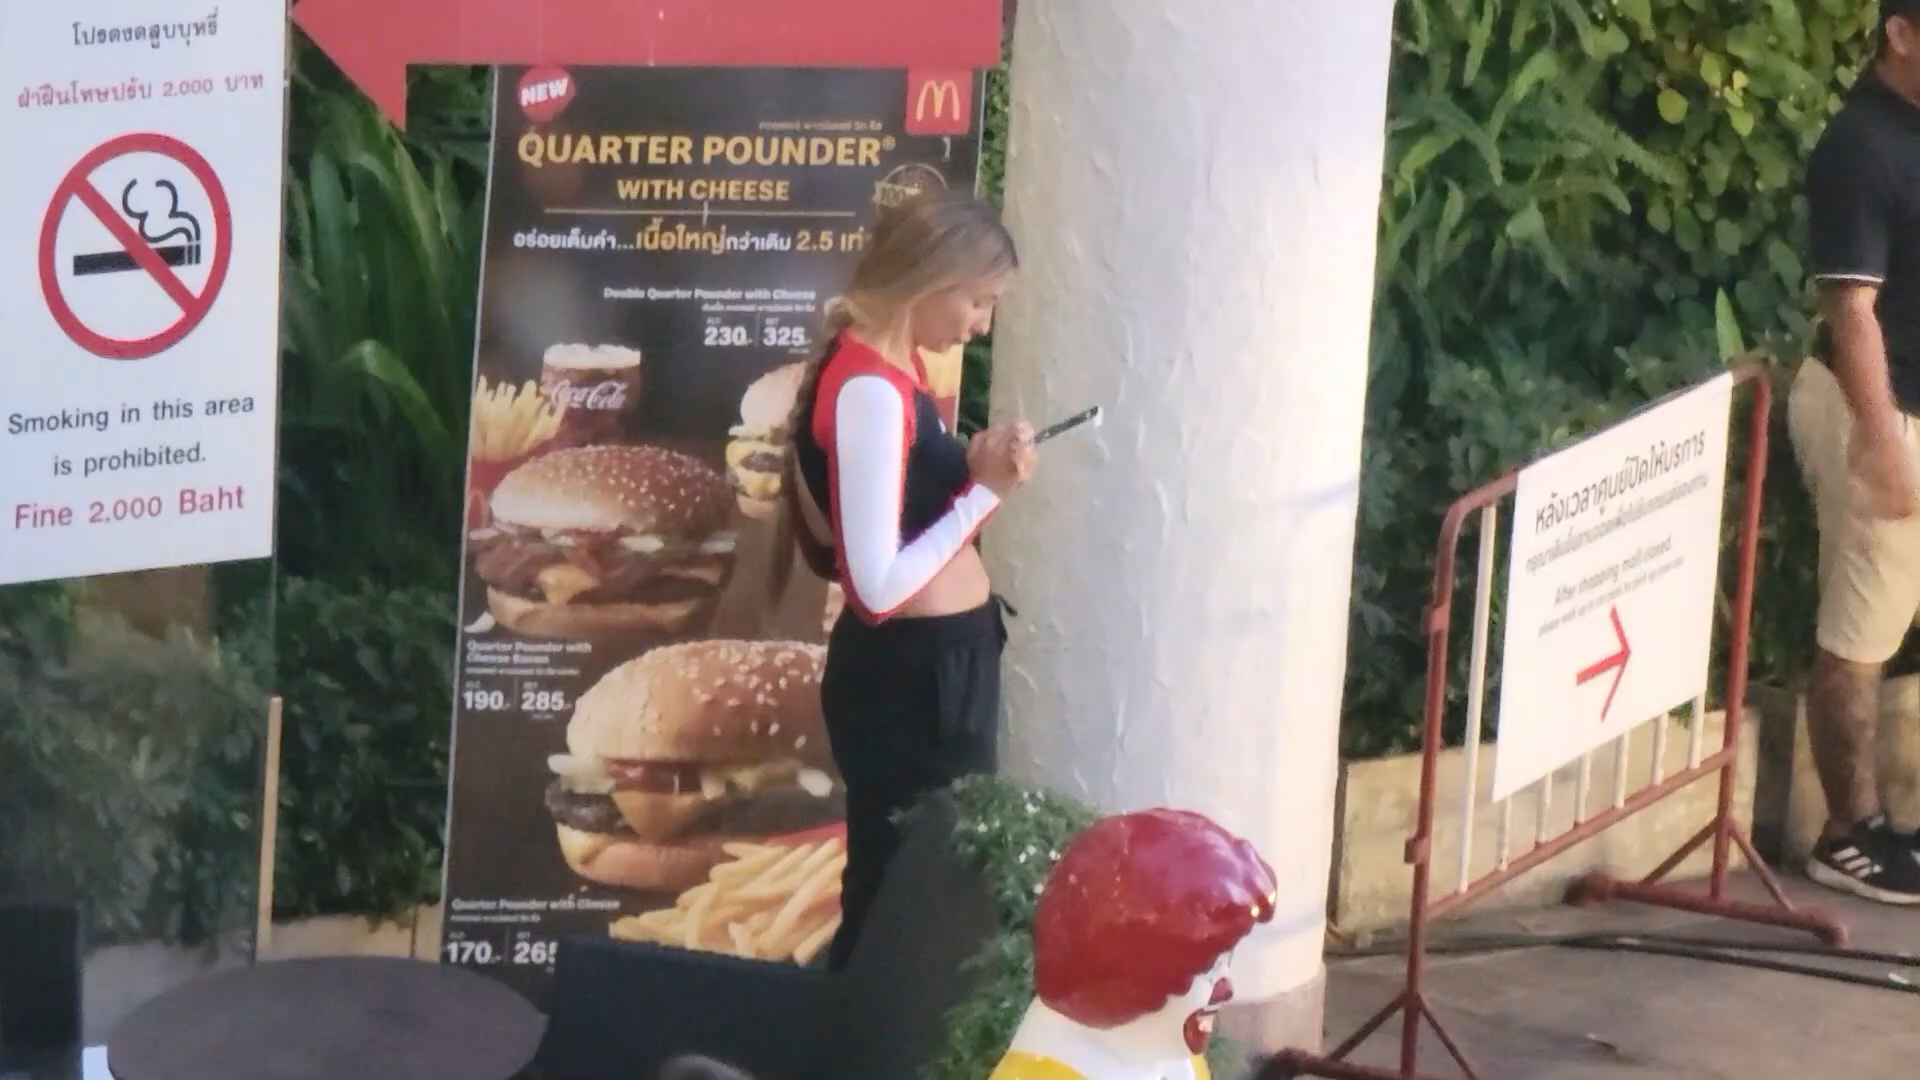 โปรดงดสูบบุหรี่
ฝ่าฝืนโทษปรับ 2,000 บาท
Smoking in this area
is prohibited.
Fine 2,000 Baht
NEW
QUARTER POUNDER®
WITH CHEESE
อร่อยเต็มคำ...เนื้อใหญ่กว่าเดิม 2.5 เท่
Double Quarter Pounder with Cheese
230.- 325.-
Coca-Cola
Quarter Pounder with
Cheese Bacon
190.- 285.-
Quarter Pounder with Cheese
170.- 265
หลังเวลาศูนย์ปิดให้บริการ
After shopping mall closed.